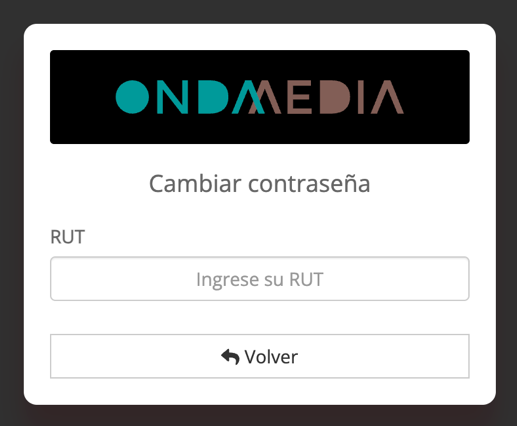 ONDAMEDIA
Cambiar contraseña
RUT
Ingrese su RUT
Volver